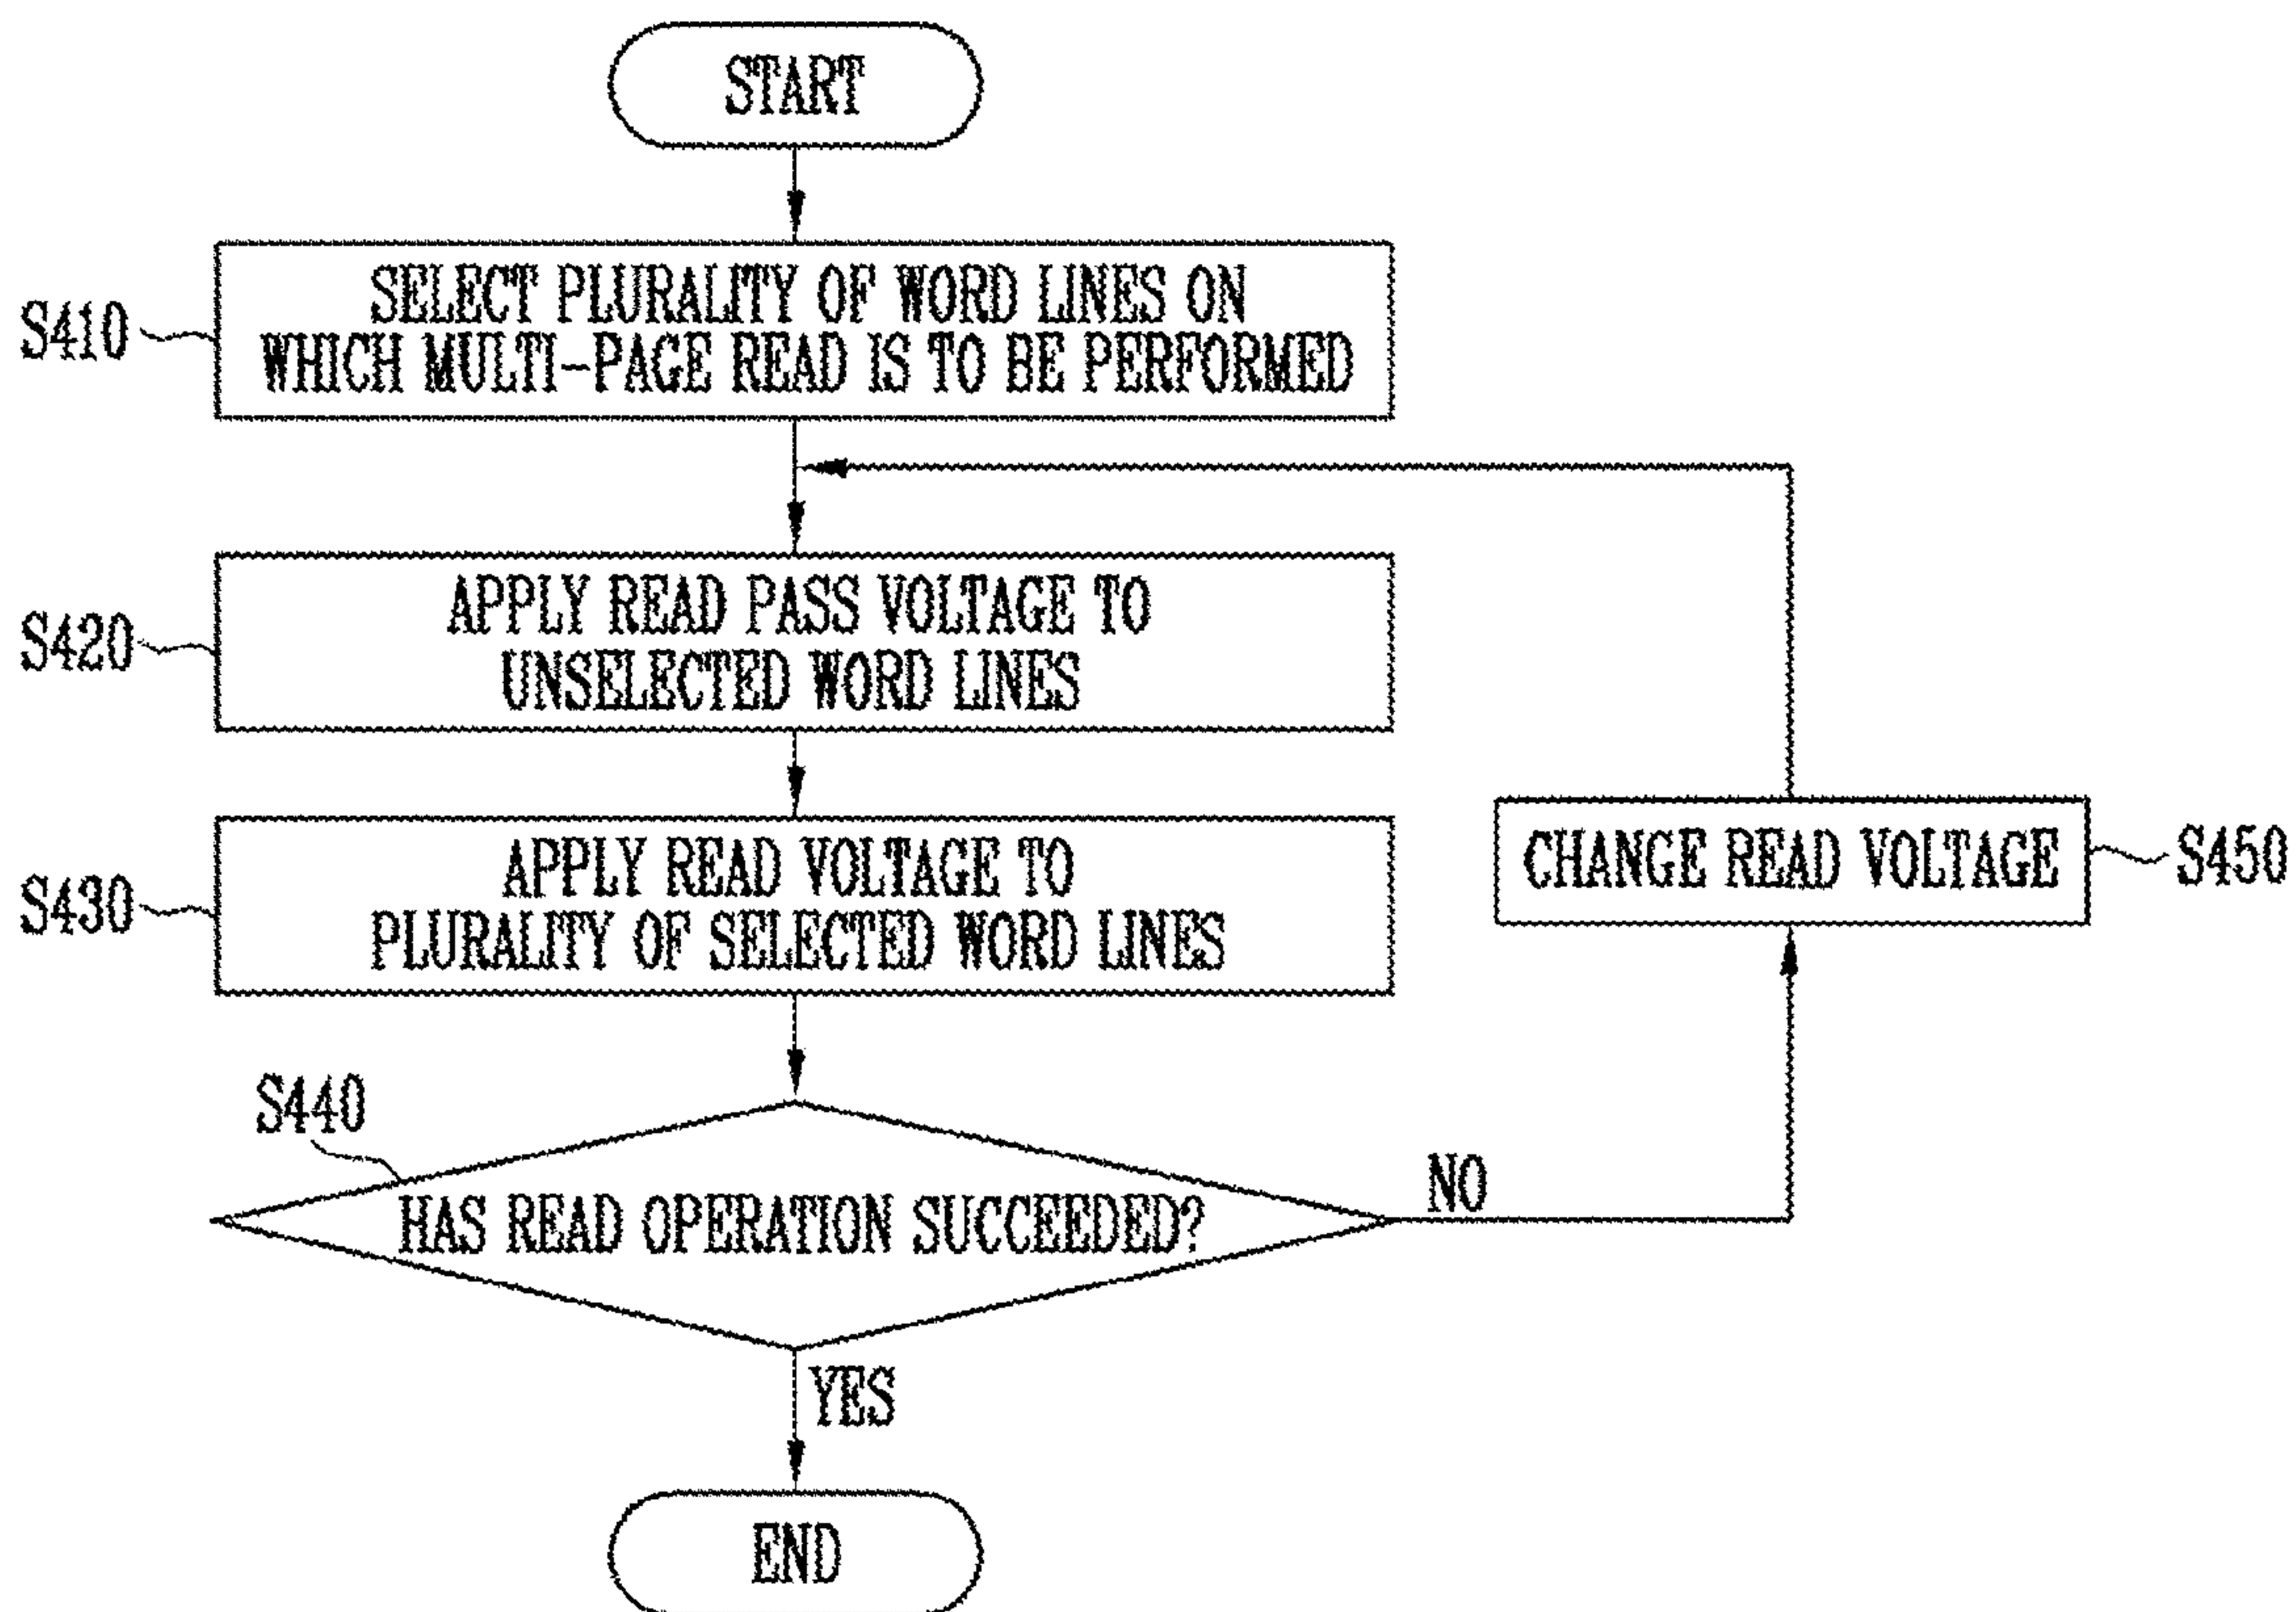 START
S410
SELECT PLURALITY OF WORD LINES ON
WHICH MULTI-PAGE READ IS TO BE PERFORMED
S420
APPLY READ PASS VOLTAGE TO
UNSELECTED WORD LINES
S430
APPLY READ VOLTAGE TO
PLURALITY OF SELECTED WORD LINES
CHANGE READ VOLTAGE
S450
S440
HAS READ OPERATION SUCCEEDED?
NO
YES
END